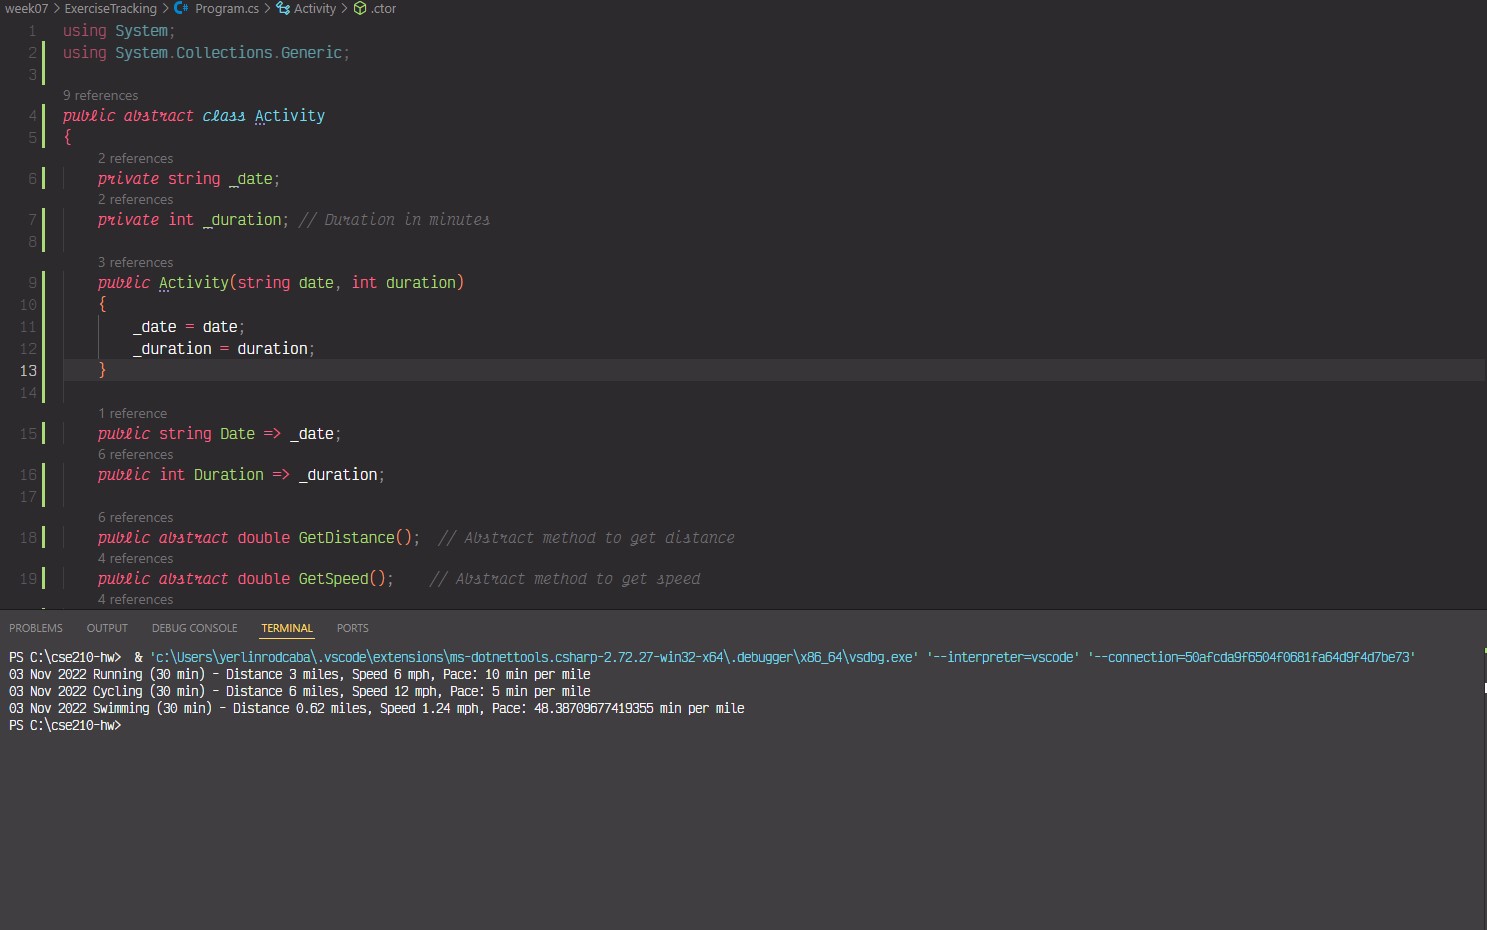 week07 > ExerciseTracking > C# Program.cs > Activity > .ctor
1 using System;
2 using System.Collections.Generic;
3
9 references
4 public abstract class Activity
5 {
2 references
6 private string _date;
2 references
7 private int _duration; // Duration in minutes
8
3 references
9 public Activity(string date, int duration)
10 {
11 _date = date;
12 _duration = duration;
13 }
14
1 reference
15 public string Date => _date;
6 references
16 public int Duration => _duration;
17
6 references
18 public abstract double GetDistance(); // Abstract method to get distance
4 references
19 public abstract double GetSpeed(); // Abstract method to get speed
4 references
PROBLEMS OUTPUT DEBUG CONSOLE TERMINAL PORTS
PS C:\cse210-hw> & 'c:\Users\yerlinrodcaba\.vscode\extensions\ms-dotnettools.csharp-2.72.27-win32-x64\.debugger\x86_64\vsdbg.exe' '--interpreter=vscode' '--connection=50afcda9f6504f0681fa64d9f4d7be73'
03 Nov 2022 Running (30 min) - Distance 3 miles, Speed 6 mph, Pace: 10 min per mile
03 Nov 2022 Cycling (30 min) - Distance 6 miles, Speed 12 mph, Pace: 5 min per mile
03 Nov 2022 Swimming (30 min) - Distance 0.62 miles, Speed 1.24 mph, Pace: 48.38709677419355 min per mile
PS C:\cse210-hw>